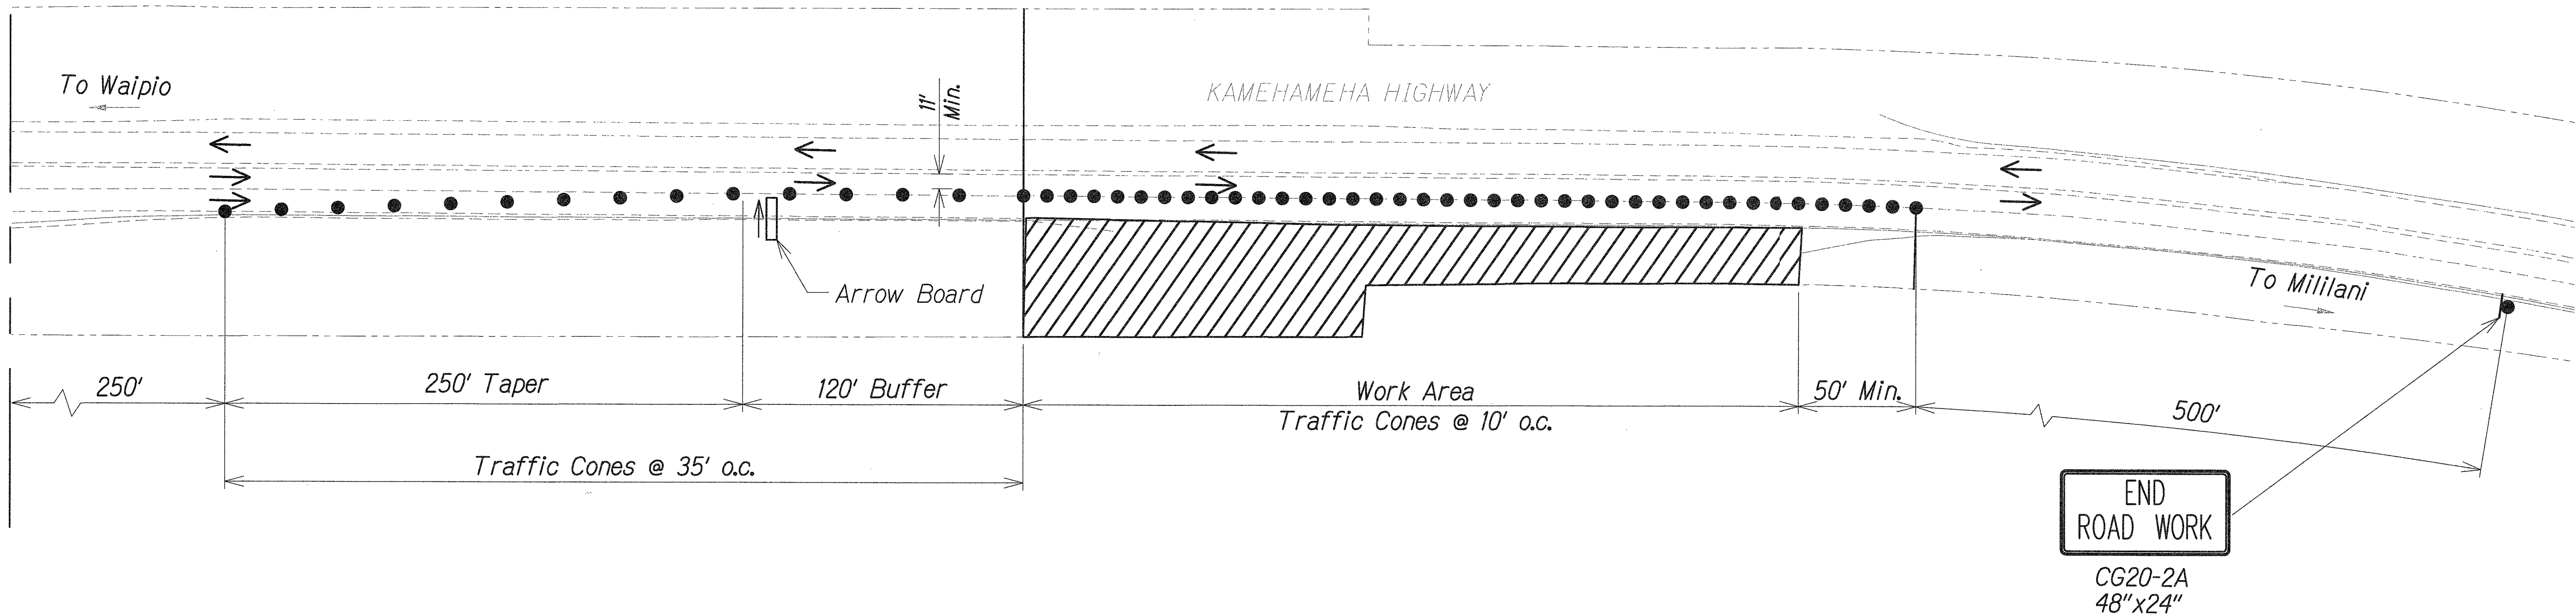 To Waipio
11'
Min.
KAMEHAMEHA HIGHWAY
Arrow Board
To Mililani
250'
250' Taper
120' Buffer
Work Area
50' Min.
500'
Traffic Cones @ 10' o.c.
Traffic Cones @ 35' o.c.
END
ROAD WORK
CG20-2A
48"x24"